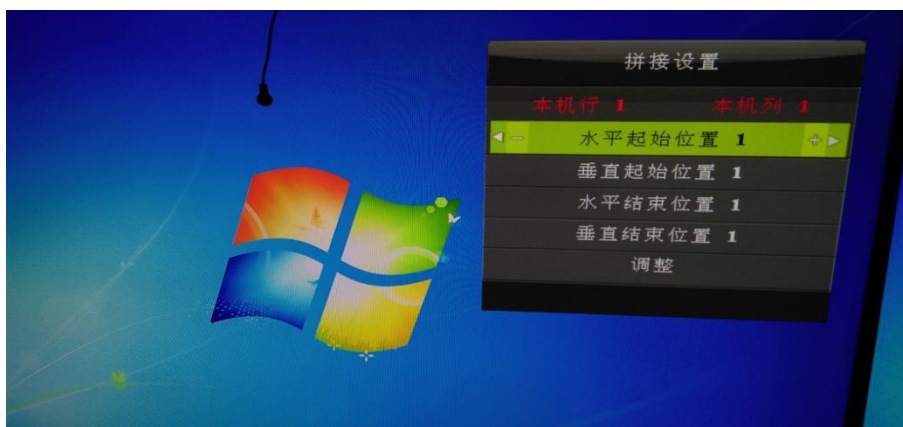 拼接设置
本机行 1 本机列 1
水平起始位置 1
垂直起始位置 1
水平结束位置 1
垂直结束位置 1
调整